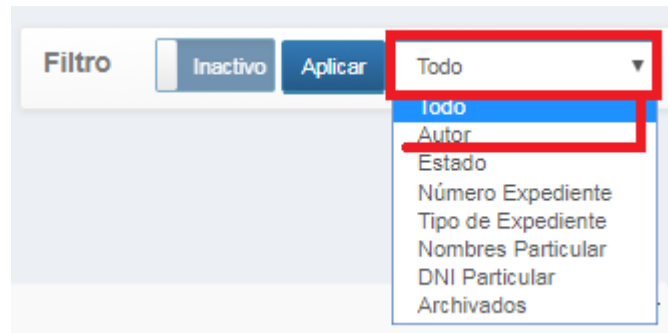 Filtro Inactivo Aplicar Todo
Todo
Autor
Estado
Número Expediente
Tipo de Expediente
Nombres Particular
DNI Particular
Archivados